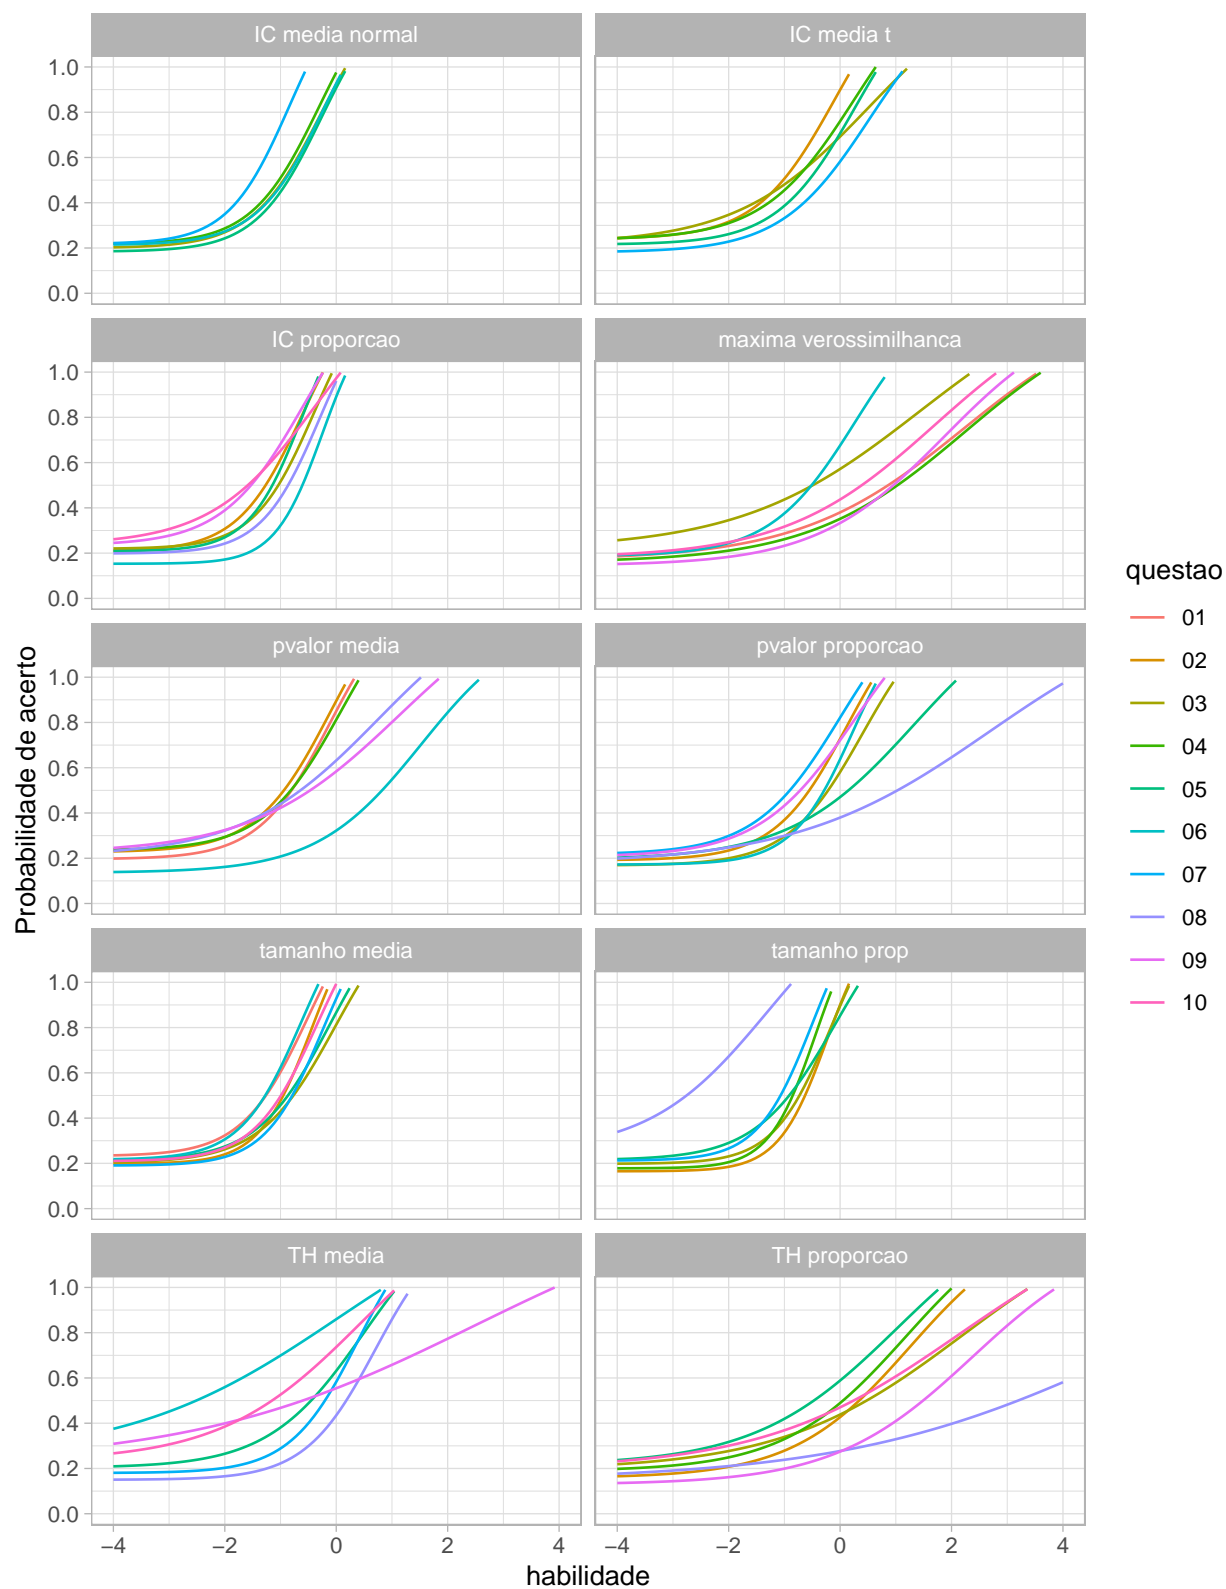 IC media normal
IC media t
1.0
0.8
0.6
0.4
0.2
0.0
IC proporcao
maxima verossimilhanca
1.0
0.8
0.6
0.4
0.2
0.0
pvalor media
pvalor proporcao
1.0
0.8
0.6
0.4
0.2
0.0
tamanho media
tamanho prop
1.0
0.8
0.6
0.4
0.2
0.0
TH media
TH proporcao
1.0
0.8
0.6
0.4
0.2
0.0
−4 −2 0 2 4
−4 −2 0 2 4
habilidade
Probabilidade de acerto
questao
01
02
03
04
05
06
07
08
09
10